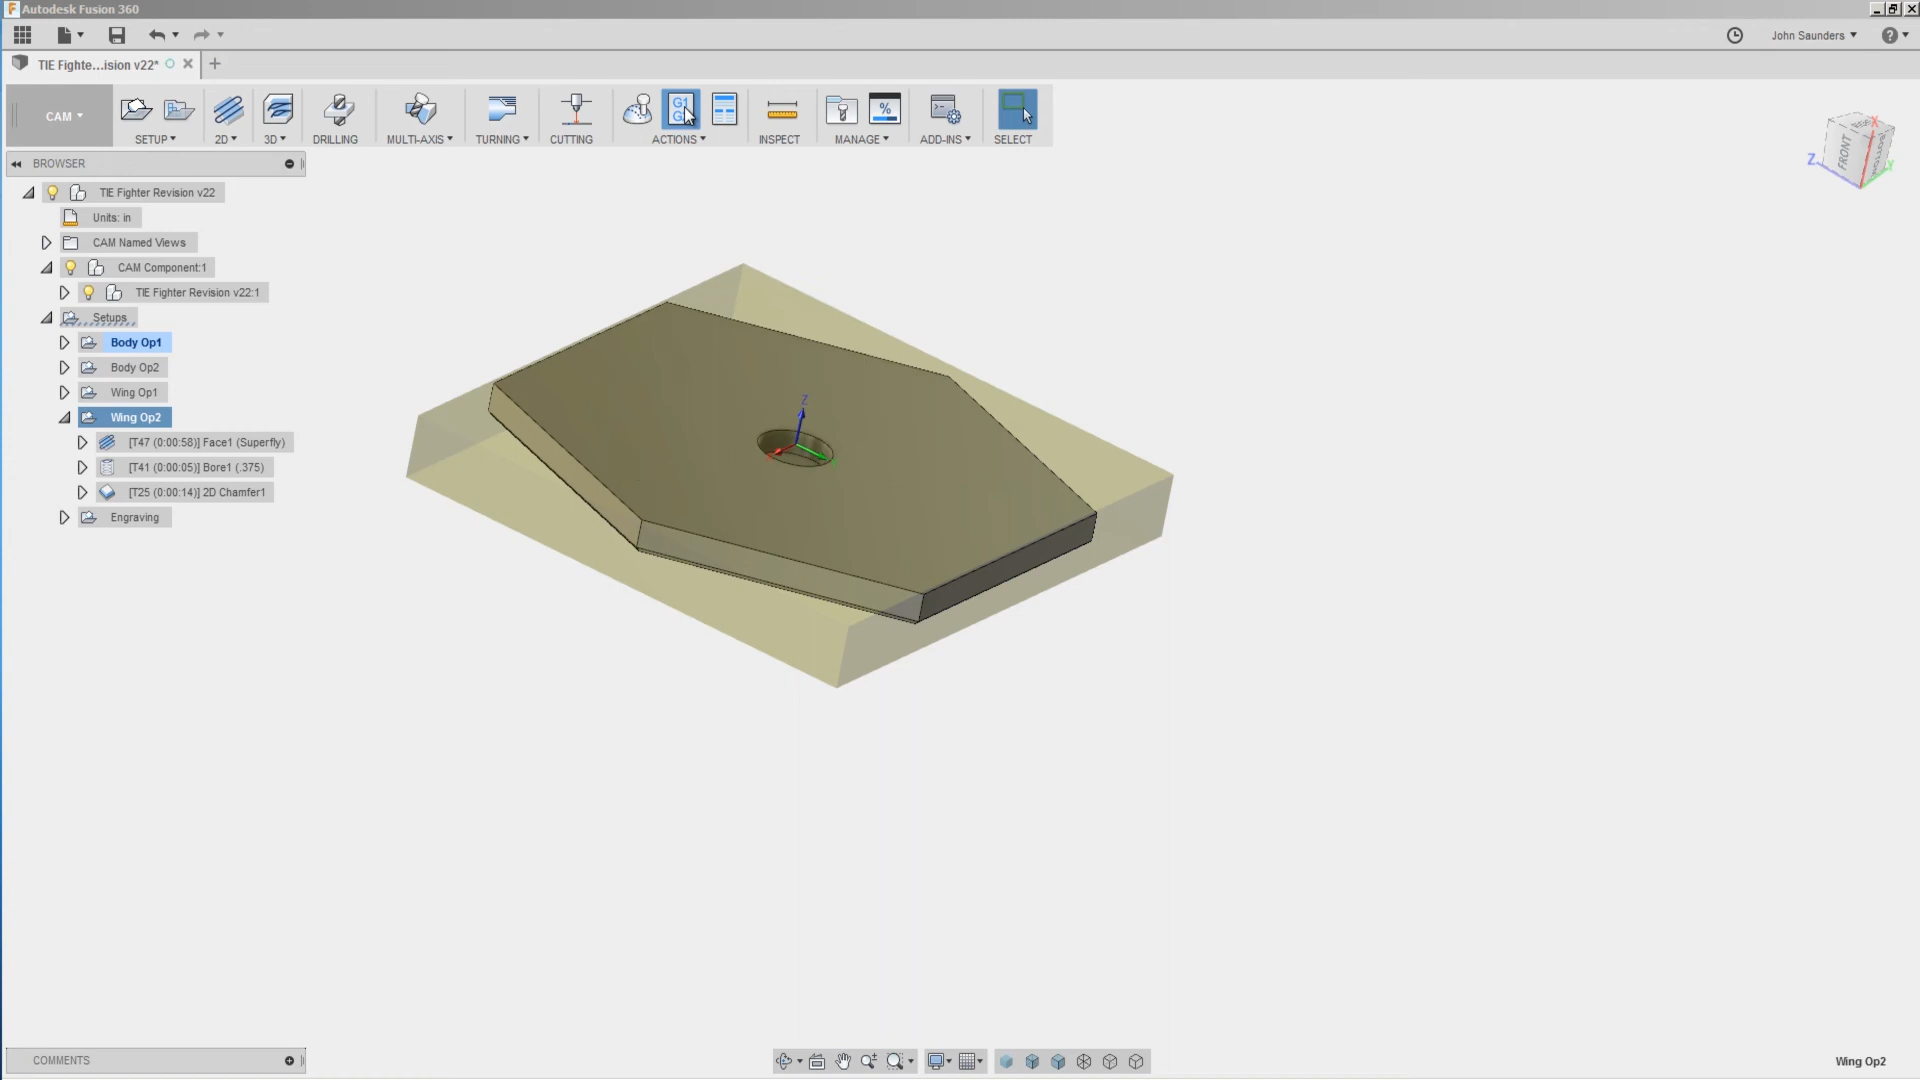 Autodesk Fusion 360
John Saunders
TIE Fighte...ision v22*
CAM
SETUP
2D
3D
DRILLING
MULTI-AXIS
TURNING
CUTTING
G1
ACTIONS
INSPECT
%
MANAGE
ADD-INS
SELECT
BROWSER
TIE Fighter Revision v22
Units: in
CAM Named Views
CAM Component:1
TIE Fighter Revision v22:1
Setups
Body Op1
Body Op2
Wing Op1
Wing Op2
[T47 (0:00:58)] Face1 (Superfly)
[T41 (0:00:05)] Bore1 (.375)
[T25 (0:00:14)] 2D Chamfer1
Engraving
X
FRONT
Z
Y
Z
COMMENTS
Wing Op2